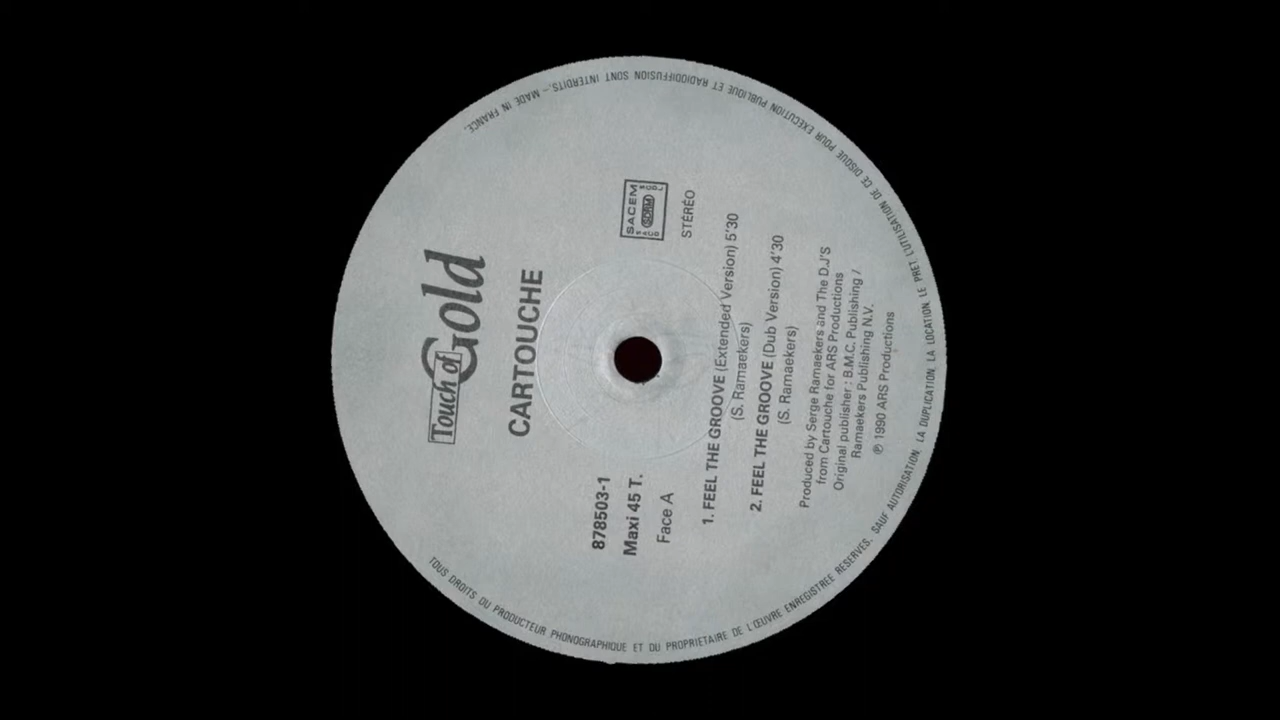 Touch of
Gold
CARTOUCHE
SACEM
SDRM
SACD
SGDL
STÉRÉO
878503-1
Maxi 45 T.
Face A
1. FEEL THE GROOVE (Extended Version) 5'30
(S. Ramaekers)
2. FEEL THE GROOVE (Dub Version) 4'30
(S. Ramaekers)
Produced by Serge Ramaekers and The D.J'S
from Cartouche for ARS Productions
Original publisher : B.M.C. Publishing /
Ramaekers Publishing N.V.
℗ 1990 ARS Productions
TOUS DROITS DU PRODUCTEUR PHONOGRAPHIQUE ET DU PROPRIETAIRE DE L'ŒUVRE ENREGISTREE RESERVES. SAUF AUTORISATION, LA DUPLICATION, LA LOCATION, LE PRET, L'UTILISATION DE CE DISQUE POUR EXECUTION PUBLIQUE ET RADIODIFFUSION SONT INTERDITS. – MADE IN FRANCE.